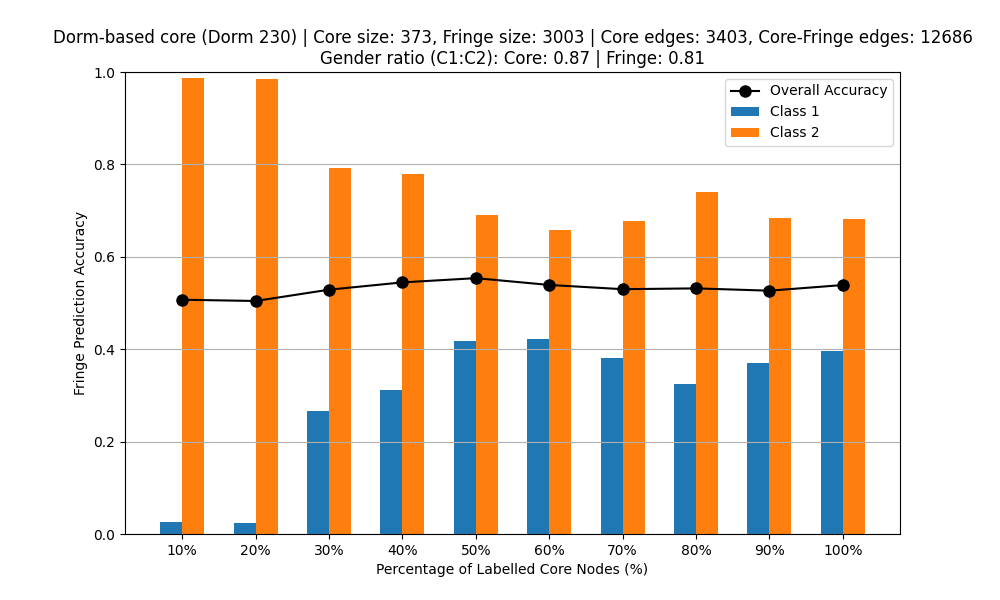 Dorm-based core (Dorm 230) | Core size: 373, Fringe size: 3003 | Core edges: 3403, Core-Fringe edges: 12686
Gender ratio (C1:C2): Core: 0.87 | Fringe: 0.81
Overall Accuracy
Class 1
Class 2
Fringe Prediction Accuracy
1.0
0.8
0.6
0.4
0.2
0.0
10% 20% 30% 40% 50% 60% 70% 80% 90% 100%
Percentage of Labelled Core Nodes (%)